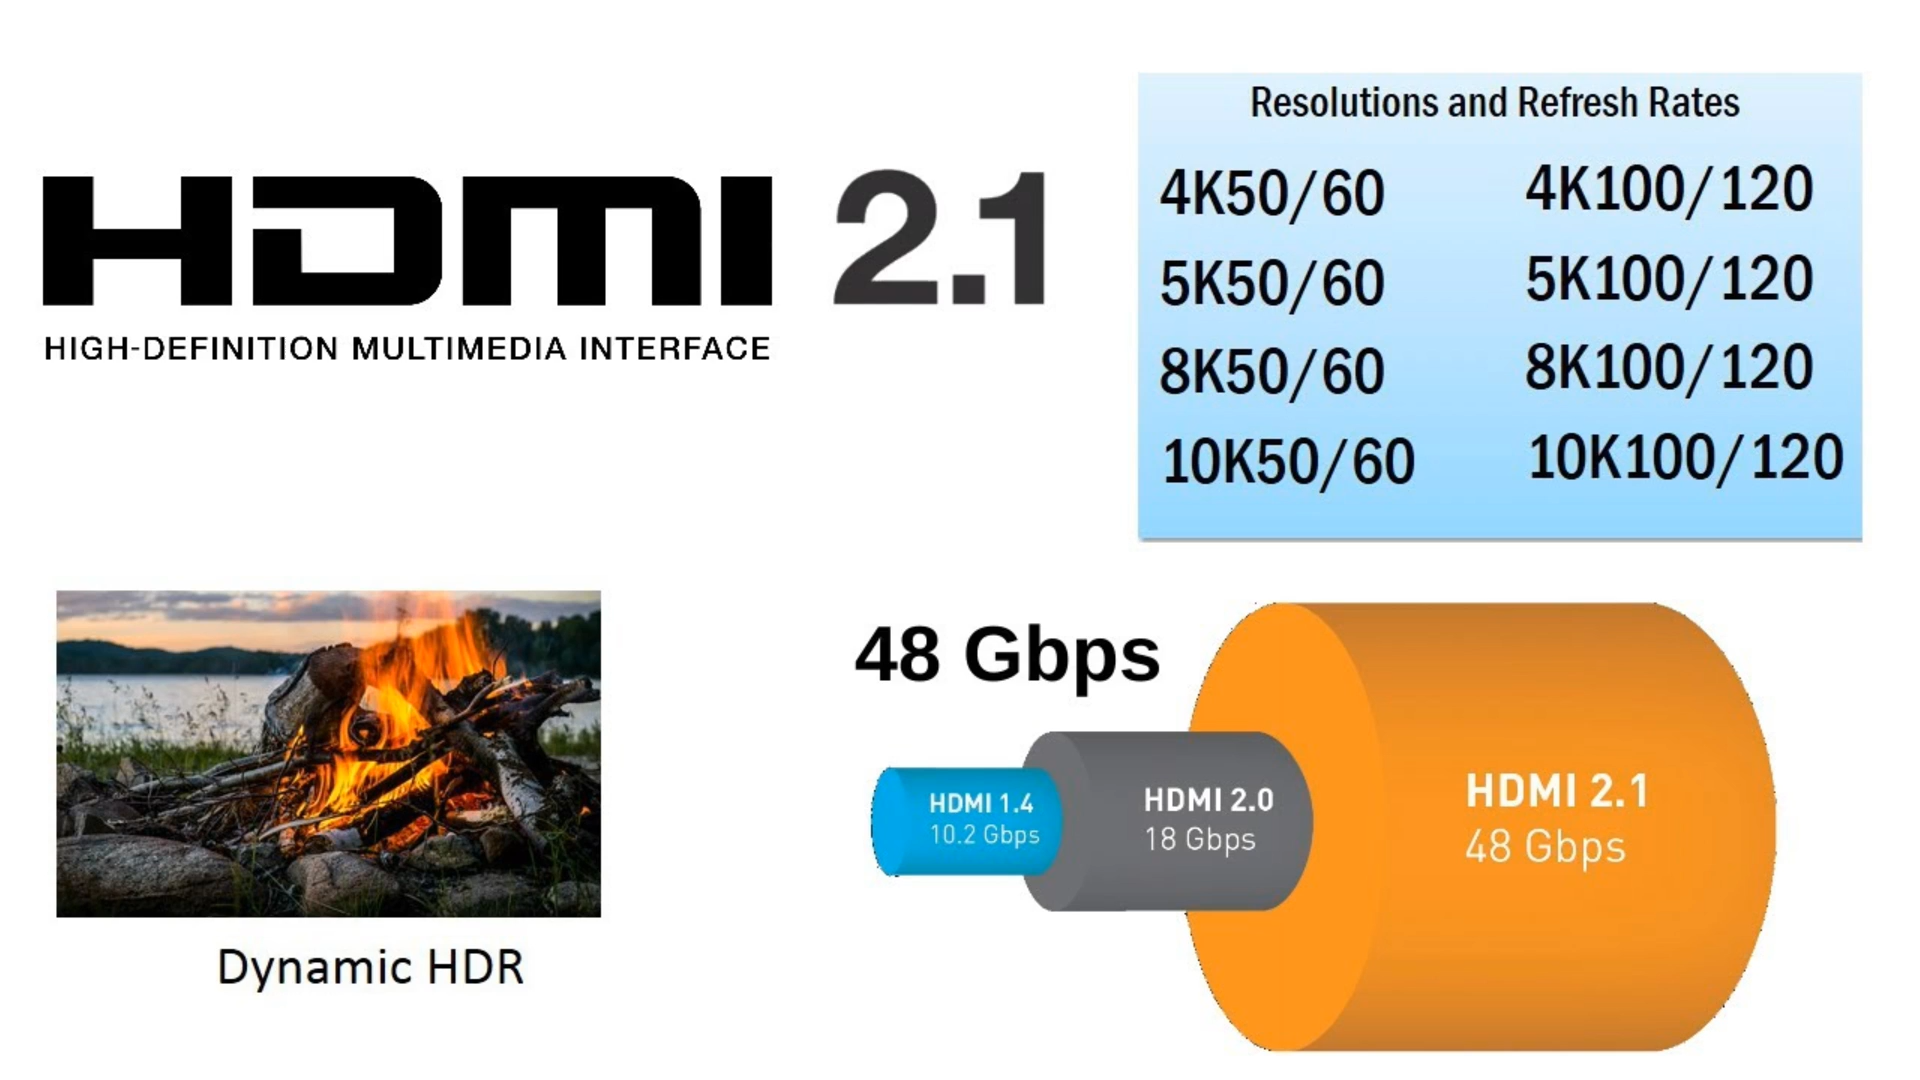 HDMI 2.1
HIGH-DEFINITION MULTIMEDIA INTERFACE
Resolutions and Refresh Rates
4K50/60 4K100/120
5K50/60 5K100/120
8K50/60 8K100/120
10K50/60 10K100/120
Dynamic HDR
48 Gbps
HDMI 1.4
10.2 Gbps
HDMI 2.0
18 Gbps
HDMI 2.1
48 Gbps